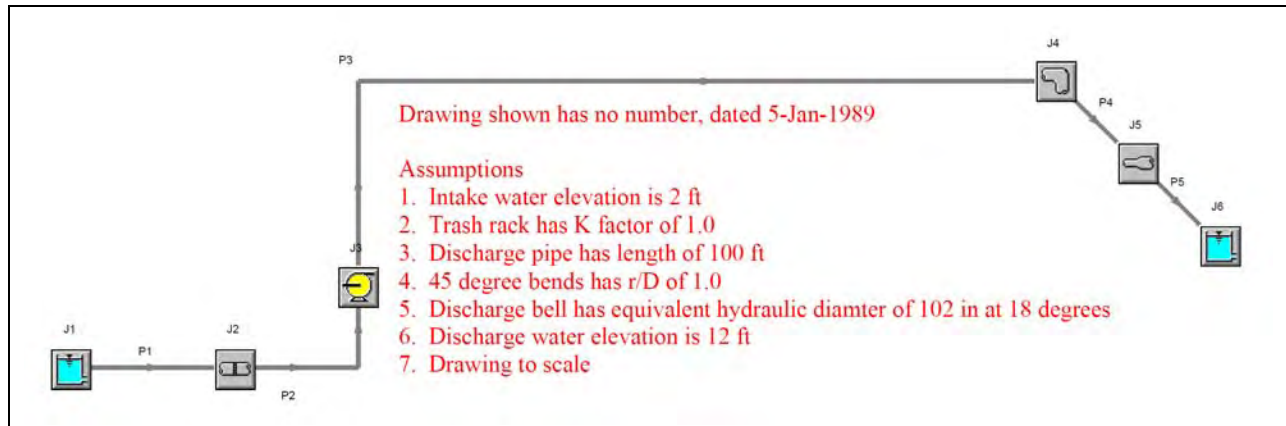 J4
P3
Drawing shown has no number, dated 5-Jan-1989
P4
J5
Assumptions
1. Intake water elevation is 2 ft
P5
2. Trash rack has K factor of 1.0
J6
3. Discharge pipe has length of 100 ft
J3
4. 45 degree bends has r/D of 1.0
5. Discharge bell has equivalent hydraulic diamter of 102 in at 18 degrees
6. Discharge water elevation is 12 ft
7. Drawing to scale
J1
P1
J2
P2